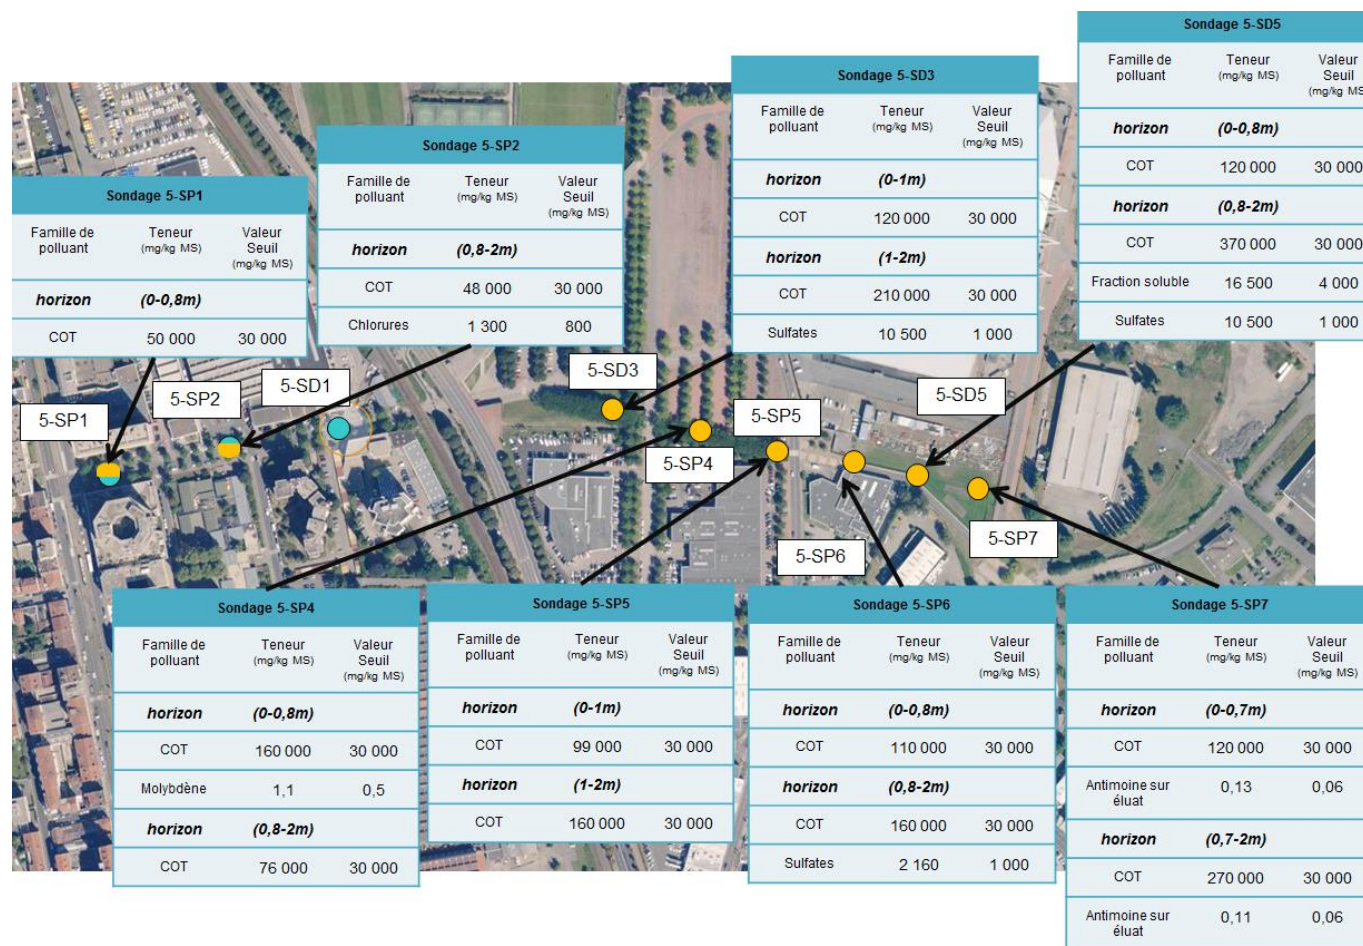 Sondage 5-SD5
Famille de polluant Teneur (mg/kg MS) Valeur Seuil (mg/kg MS
horizon (0-0,8m)
COT 120 000 30 000
horizon (0,8-2m)
COT 370 000 30 000
Fraction soluble 16 500 4 000
Sulfates 10 500 1 000
Sondage 5-SD3
Famille de polluant Teneur (mg/kg MS) Valeur Seuil (mg/kg MS)
horizon (0-1m)
COT 120 000 30 000
horizon (1-2m)
COT 210 000 30 000
Sulfates 10 500 1 000
Sondage 5-SP2
Famille de polluant Teneur (mg/kg MS) Valeur Seuil (mg/kg MS)
horizon (0,8-2m)
COT 48 000 30 000
Chlorures 1 300 800
Sondage 5-SP1
Famille de polluant Teneur (mg/kg MS) Valeur Seuil (mg/kg MS)
horizon (0-0,8m)
COT 50 000 30 000
5-SP1
5-SP2
5-SD1
5-SD3
5-SP5
5-SP4
5-SD5
5-SP6
5-SP7
Sondage 5-SP4
Famille de polluant Teneur (mg/kg MS) Valeur Seuil (mg/kg MS)
horizon (0-0,8m)
COT 160 000 30 000
Molybdène 1,1 0,5
horizon (0,8-2m)
COT 76 000 30 000
Sondage 5-SP5
Famille de polluant Teneur (mg/kg MS) Valeur Seuil (mg/kg MS)
horizon (0-1m)
COT 99 000 30 000
horizon (1-2m)
COT 160 000 30 000
Sondage 5-SP6
Famille de polluant Teneur (mg/kg MS) Valeur Seuil (mg/kg MS)
horizon (0-0,8m)
COT 110 000 30 000
horizon (0,8-2m)
COT 160 000 30 000
Sulfates 2 160 1 000
Sondage 5-SP7
Famille de polluant Teneur (mg/kg MS) Valeur Seuil (mg/kg MS)
horizon (0-0,7m)
COT 120 000 30 000
Antimoine sur éluat 0,13 0,06
horizon (0,7-2m)
COT 270 000 30 000
Antimoine sur éluat 0,11 0,06